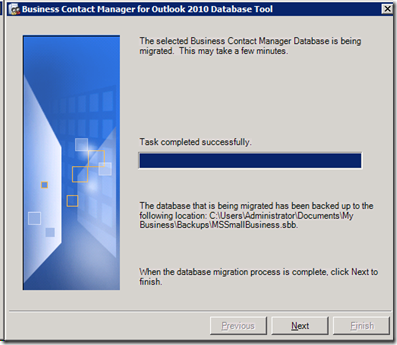 Business Contact Manager for Outlook 2010 Database Tool
The selected Business Contact Manager Database is being
migrated. This may take a few minutes.
Task completed successfully.
The database that is being migrated has been backed up to the
following location: C:\Users\Administrator\Documents\My
Business\Backups\MSSmallBusiness.sbb.
When the database migration process is complete, click Next to
finish.
Previous
Next
Finish